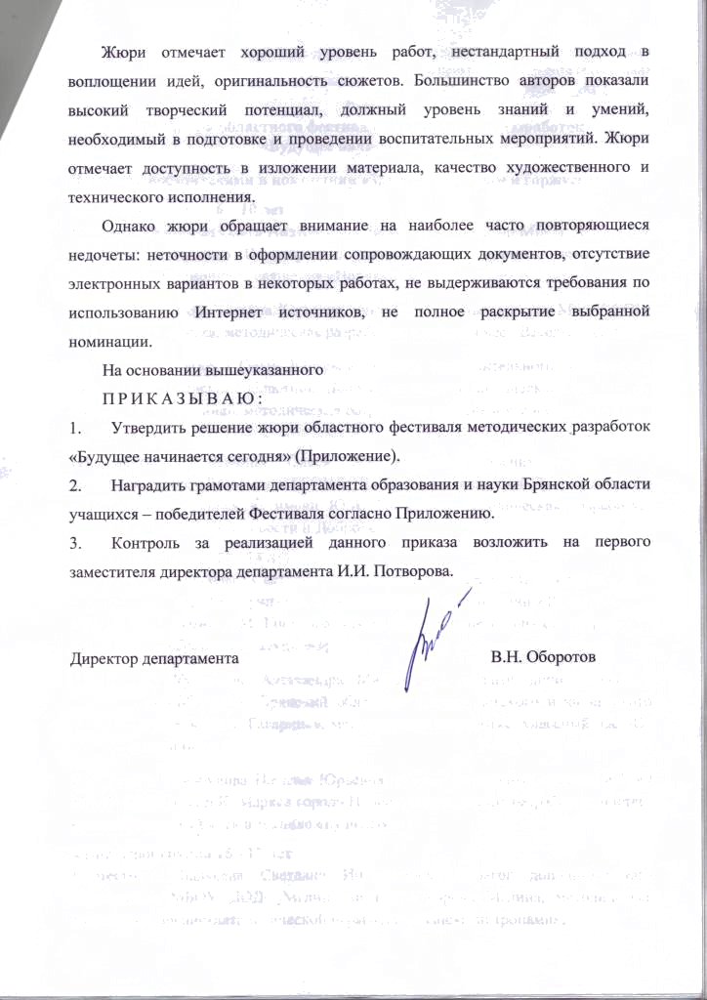 Жюри отмечает хороший уровень работ, нестандартный подход в
воплощении идей, оригинальность сюжетов. Большинство авторов показали
высокий творческий потенциал, должный уровень знаний и умений,
необходимый в подготовке и проведении воспитательных мероприятий. Жюри
отмечает доступность в изложении материала, качество художественного и
технического исполнения.
Однако жюри обращает внимание на наиболее часто повторяющиеся
недочеты: неточности в оформлении сопровождающих документов, отсутствие
электронных вариантов в некоторых работах, не выдерживаются требования по
использованию Интернет источников, не полное раскрытие выбранной
номинации.
На основании вышеуказанного
П Р И К А З Ы В А Ю :
1. Утвердить решение жюри областного фестиваля методических разработок
«Будущее начинается сегодня» (Приложение).
2. Наградить грамотами департамента образования и науки Брянской области
учащихся – победителей Фестиваля согласно Приложению.
3. Контроль за реализацией данного приказа возложить на первого
заместителя директора департамента И.И. Потворова.
Директор департамента В.Н. Оборотов